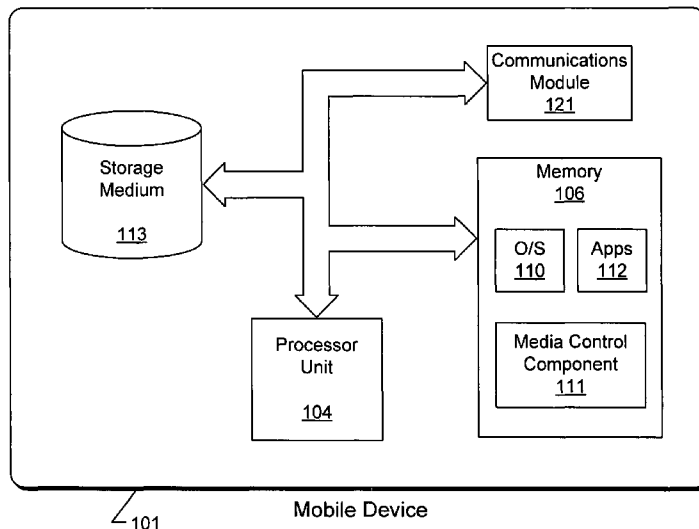 Communications
Module
121
Storage
Medium
113
Memory
106
O/S
110
Apps
112
Media Control
Component
111
Processor
Unit
104
Mobile Device
101